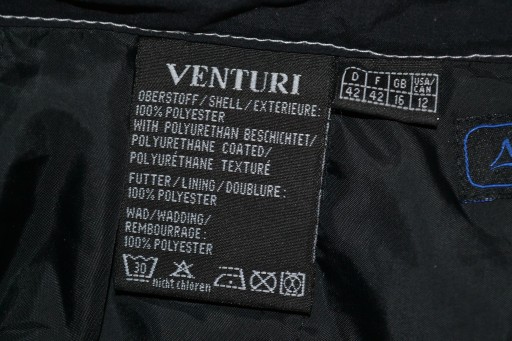 VENTURI
OBERSTOFF/SHELL/EXTERIEURE:
100% POLYESTER
WITH POLYURETHAN BESCHICHTET/
POLYURETHANE COATED/
POLYURÉTHANE TEXTURÉ
FUTTER/LINING/DOUBLURE:
100% POLYESTER
WAD/WADDING/
REMBOURRAGE:
100% POLYESTER
30
nicht chloren
D F GB USA/CAN
42 42 16 12